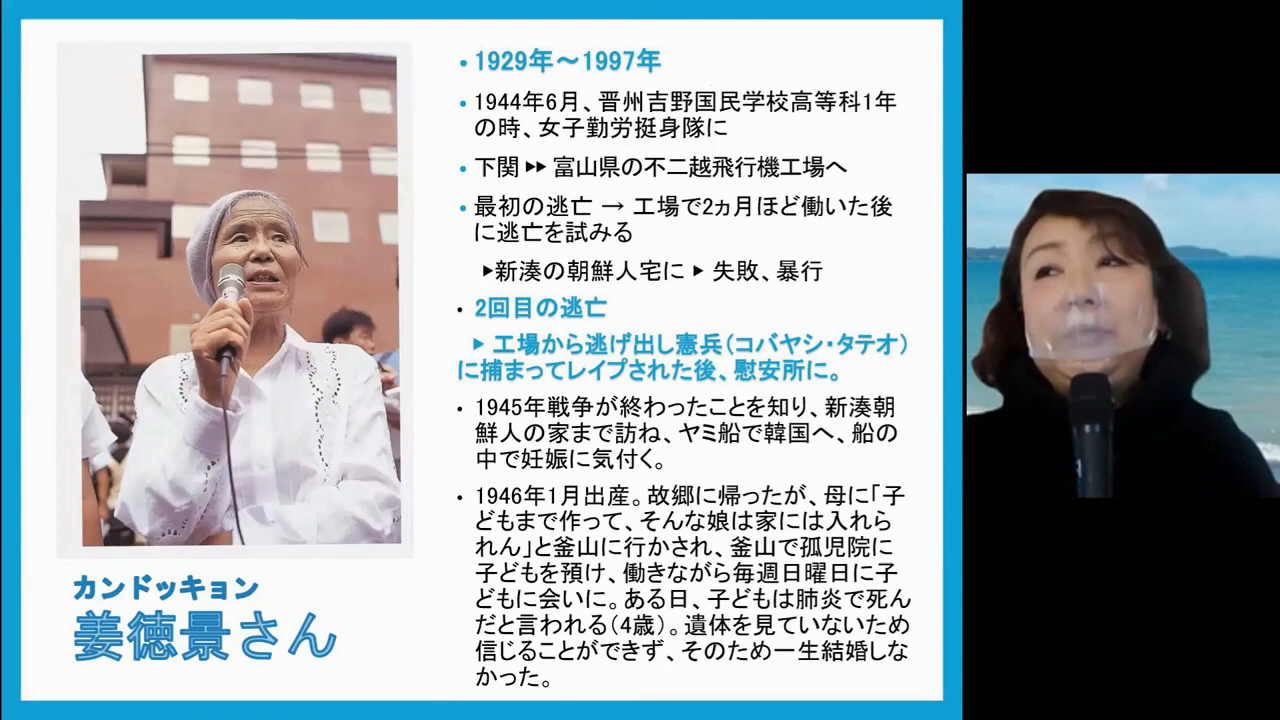 ・1929年～1997年
・1944年6月、晋州吉野国民学校高等科1年
の時、女子勤労挺身隊に
・下関 ▶▶ 富山県の不二越飛行機工場へ
・最初の逃亡 → 工場で2ヵ月ほど働いた後
に逃亡を試みる
▶新湊の朝鮮人宅に ▶ 失敗、暴行
・2回目の逃亡
▶ 工場から逃げ出し憲兵（コバヤシ・タテオ）
に捕まってレイプされた後、慰安所に。
・1945年戦争が終わったことを知り、新湊朝
鮮人の家まで訪ね、ヤミ船で韓国へ、船の
中で妊娠に気付く。
・1946年1月出産。故郷に帰ったが、母に「子
どもまで作って、そんな娘は家には入れら
れん」と釜山に行かされ、釜山で孤児院に
子どもを預け、働きながら毎週日曜日に子
どもに会いに。ある日、子どもは肺炎で死ん
だと言われる（4歳）。遺体を見ていないため
信じることができず、そのため一生結婚しな
かった。
カンドッキョン
姜徳景さん